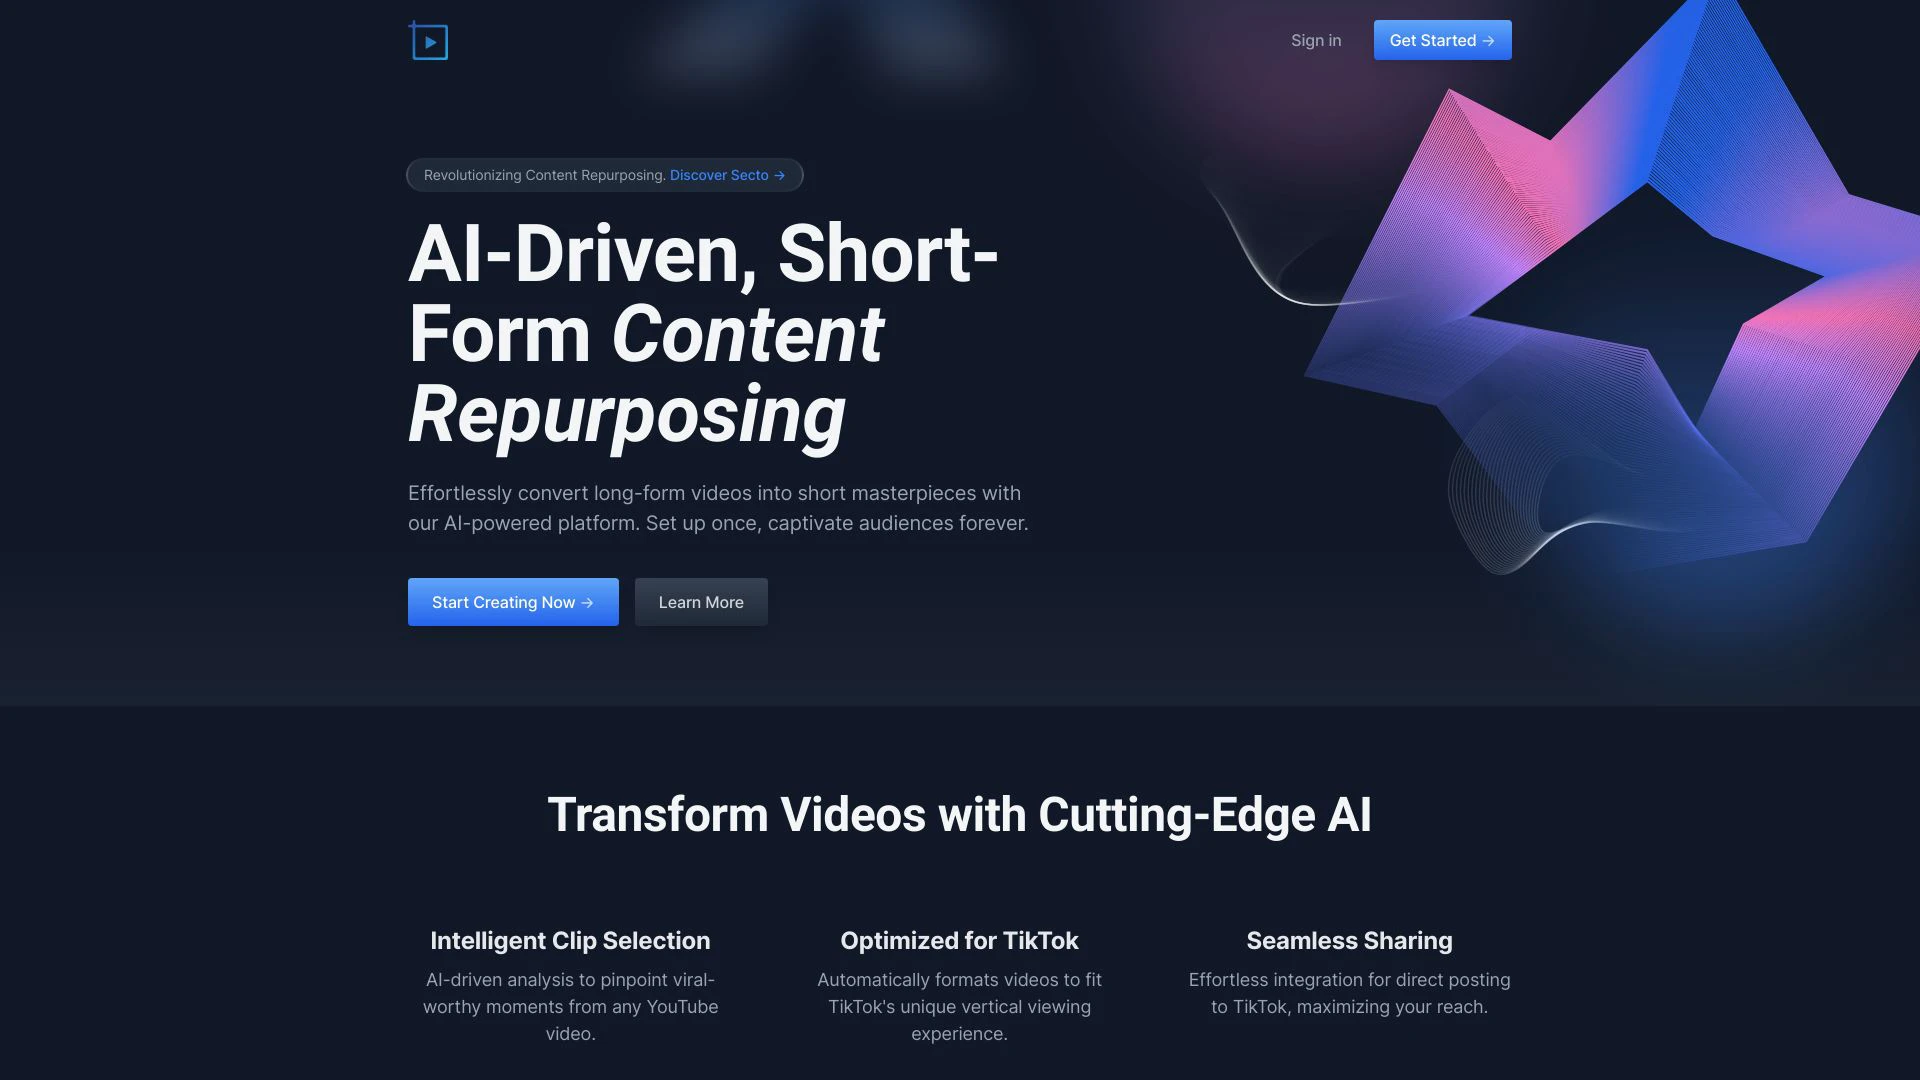 Sign in
Get Started →
Revolutionizing Content Repurposing. Discover Secto →
AI-Driven, Short-
Form Content
Repurposing
Effortlessly convert long-form videos into short masterpieces with
our AI-powered platform. Set up once, captivate audiences forever.
Start Creating Now →
Learn More
Transform Videos with Cutting-Edge AI
Intelligent Clip Selection
AI-driven analysis to pinpoint viral-
worthy moments from any YouTube
video.
Optimized for TikTok
Automatically formats videos to fit
TikTok's unique vertical viewing
experience.
Seamless Sharing
Effortless integration for direct posting
to TikTok, maximizing your reach.